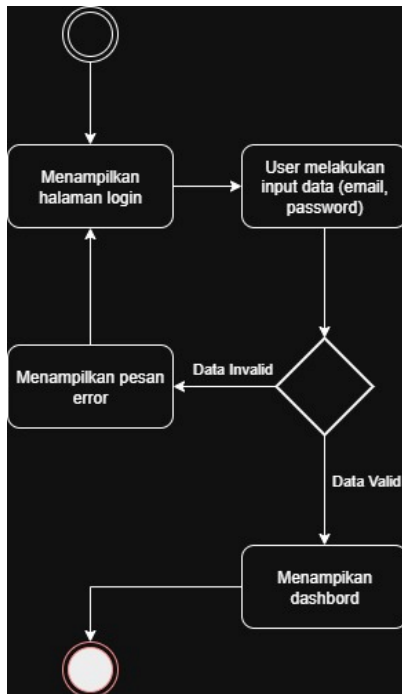 Menampilkan
halaman login
User melakukan
input data (email,
password)
Menampilkan pesan
error
Data Invalid
Data Valid
Menampikan
dashbord